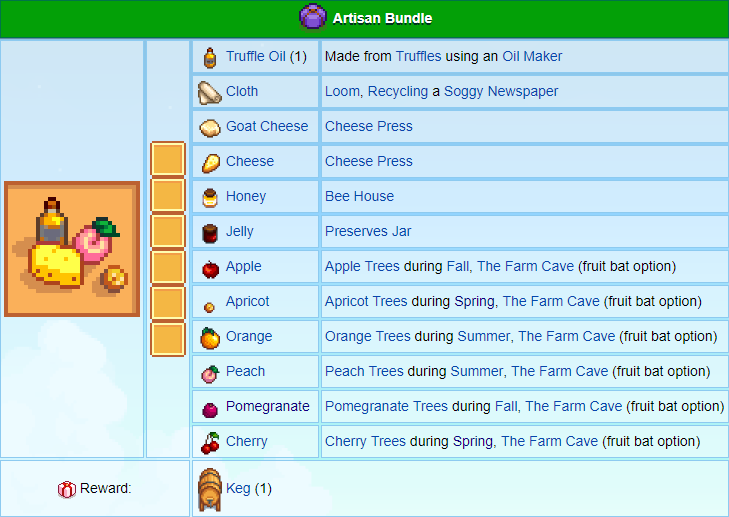 Artisan Bundle
Truffle Oil (1) Made from Truffles using an Oil Maker
Cloth Loom, Recycling a Soggy Newspaper
Goat Cheese Cheese Press
Cheese Cheese Press
Honey Bee House
Jelly Preserves Jar
Apple Apple Trees during Fall, The Farm Cave (fruit bat option)
Apricot Apricot Trees during Spring, The Farm Cave (fruit bat option)
Orange Orange Trees during Summer, The Farm Cave (fruit bat option)
Peach Peach Trees during Summer, The Farm Cave (fruit bat option)
Pomegranate Pomegranate Trees during Fall, The Farm Cave (fruit bat option)
Cherry Cherry Trees during Spring, The Farm Cave (fruit bat option)
Reward: Keg (1)